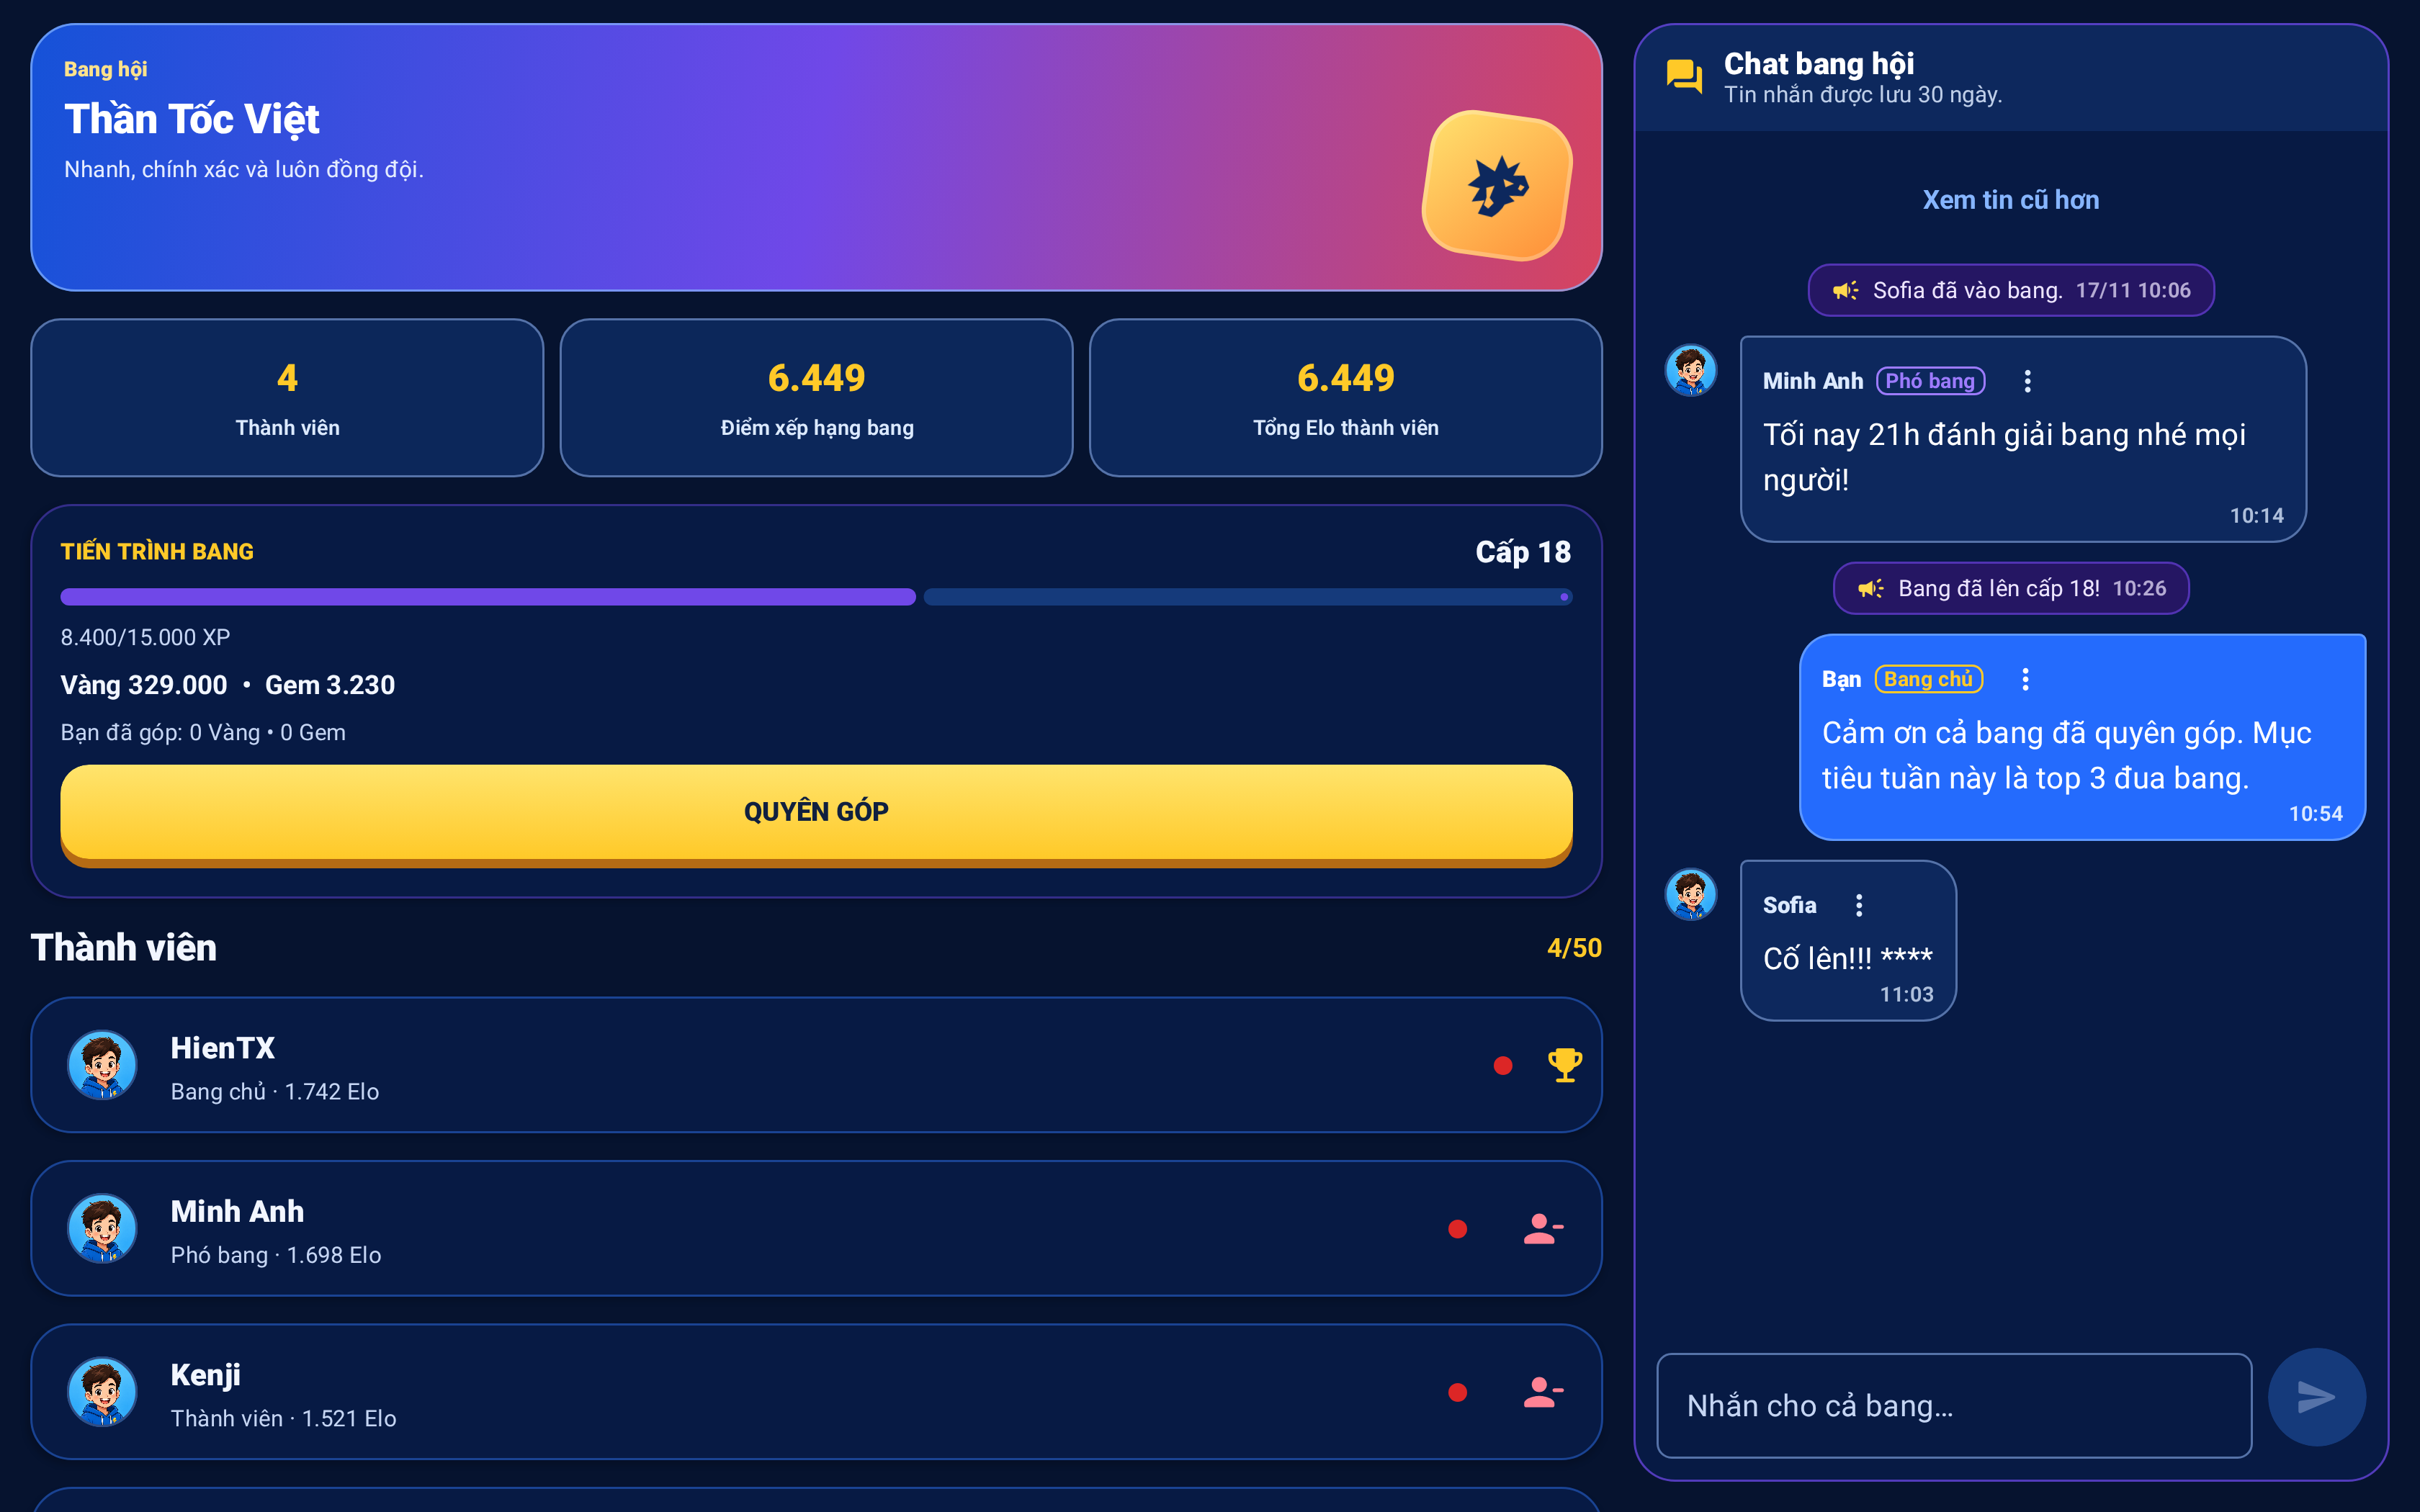 Bang hội
Thần Tốc Việt
Nhanh, chính xác và luôn đồng đội.
4
Thành viên
6.449
Điểm xếp hạng bang
6.449
Tổng Elo thành viên
TIẾN TRÌNH BANG
Cấp 18
8.400/15.000 XP
Vàng 329.000 • Gem 3.230
Bạn đã góp: 0 Vàng • 0 Gem
QUYÊN GÓP
Thành viên
4/50
HienTX
Bang chủ · 1.742 Elo
Minh Anh
Phó bang · 1.698 Elo
Kenji
Thành viên · 1.521 Elo
Chat bang hội
Tin nhắn được lưu 30 ngày.
Xem tin cũ hơn
Sofia đã vào bang. 17/11 10:06
Minh Anh Phó bang
Tối nay 21h đánh giải bang nhé mọi
người!
10:14
Bang đã lên cấp 18! 10:26
Bạn Bang chủ
Cảm ơn cả bang đã quyên góp. Mục
tiêu tuần này là top 3 đua bang.
10:54
Sofia
Cố lên!!! ****
11:03
Nhắn cho cả bang...